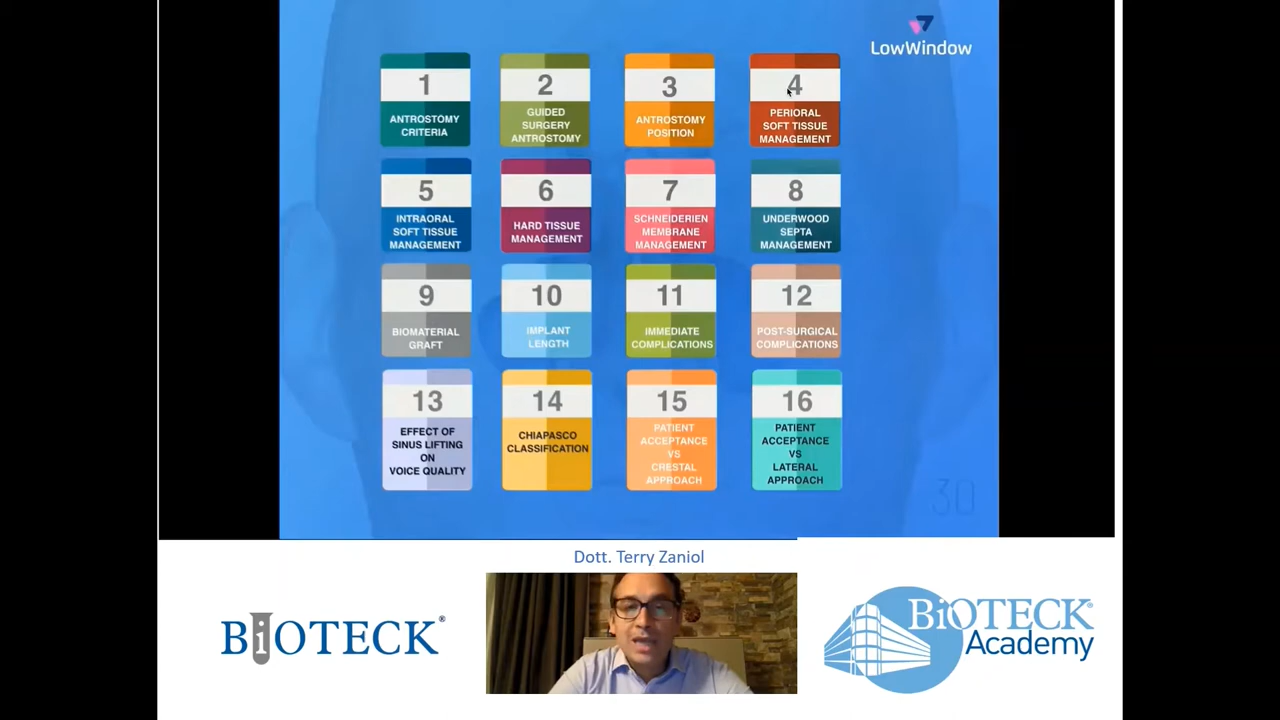 LowWindow
1
ANTROSTOMY
CRITERIA
2
GUIDED
SURGERY
ANTROSTOMY
3
ANTROSTOMY
POSITION
4
PERIORAL
SOFT TISSUE
MANAGEMENT
5
INTRAORAL
SOFT TISSUE
MANAGEMENT
6
HARD TISSUE
MANAGEMENT
7
SCHNEIDERIEN
MEMBRANE
MANAGEMENT
8
UNDERWOOD
SEPTA
MANAGEMENT
9
BIOMATERIAL
GRAFT
10
IMPLANT
LENGTH
11
IMMEDIATE
COMPLICATIONS
12
POST-SURGICAL
COMPLICATIONS
13
EFFECT OF
SINUS LIFTING
ON
VOICE QUALITY
14
CHIAPASCO
CLASSIFICATION
15
PATIENT
ACCEPTANCE
VS
CRESTAL
APPROACH
16
PATIENT
ACCEPTANCE
VS
LATERAL
APPROACH
30
Dott. Terry Zaniol
BiOTECK®
BiOTECK®
Academy